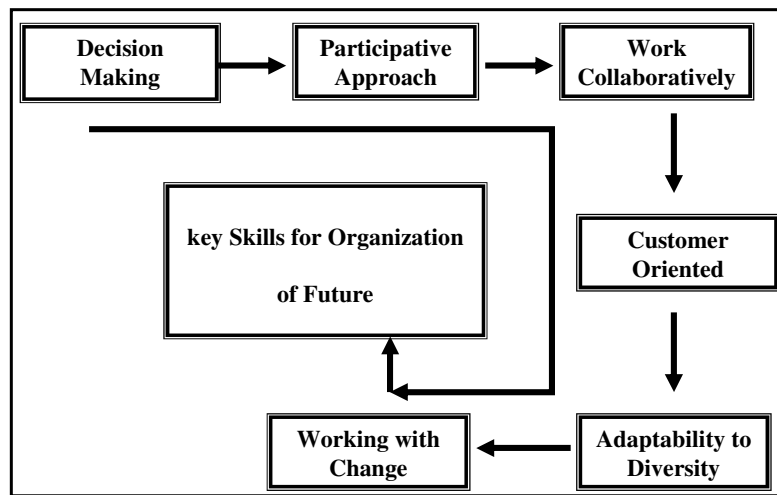 Decision
Making
Participative
Approach
Work
Collaboratively
key Skills for Organization
of Future
Customer
Oriented
Working with
Change
Adaptability to
Diversity